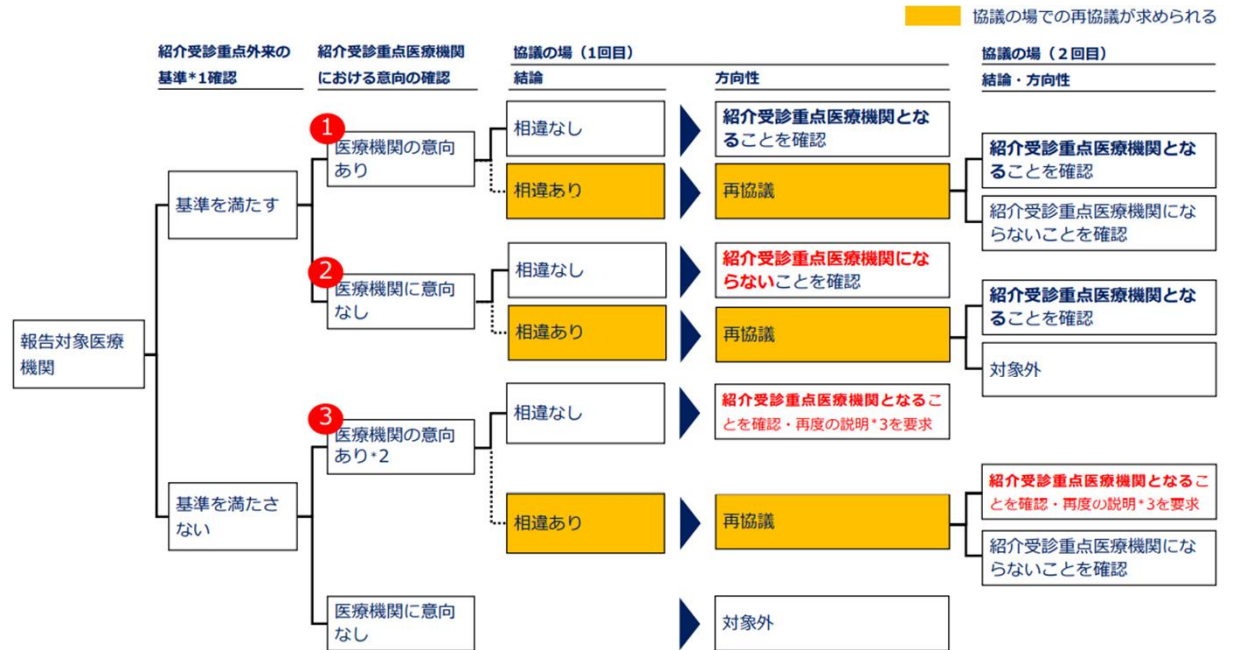 協議の場での再協議が求められる
紹介受診重点外来の
基準*1確認
紹介受診重点医療機関
における意向の確認
協議の場（1回目）
結論
方向性
協議の場（２回目）
結論・方向性
報告対象医療
機関
基準を満たす
1
医療機関の意向
あり
相違なし
紹介受診重点医療機関とな
ることを確認
相違あり
再協議
紹介受診重点医療機関とな
ることを確認
紹介受診重点医療機関にな
らないことを確認
2
医療機関に意向
なし
相違なし
紹介受診重点医療機関にな
らないことを確認
相違あり
再協議
紹介受診重点医療機関とな
ることを確認
対象外
基準を満たさ
ない
3
医療機関の意向
あり*2
相違なし
紹介受診重点医療機関となるこ
とを確認・再度の説明*3を要求
相違あり
再協議
紹介受診重点医療機関となるこ
とを確認・再度の説明*3を要求
紹介受診重点医療機関にな
らないことを確認
医療機関に意向
なし
対象外